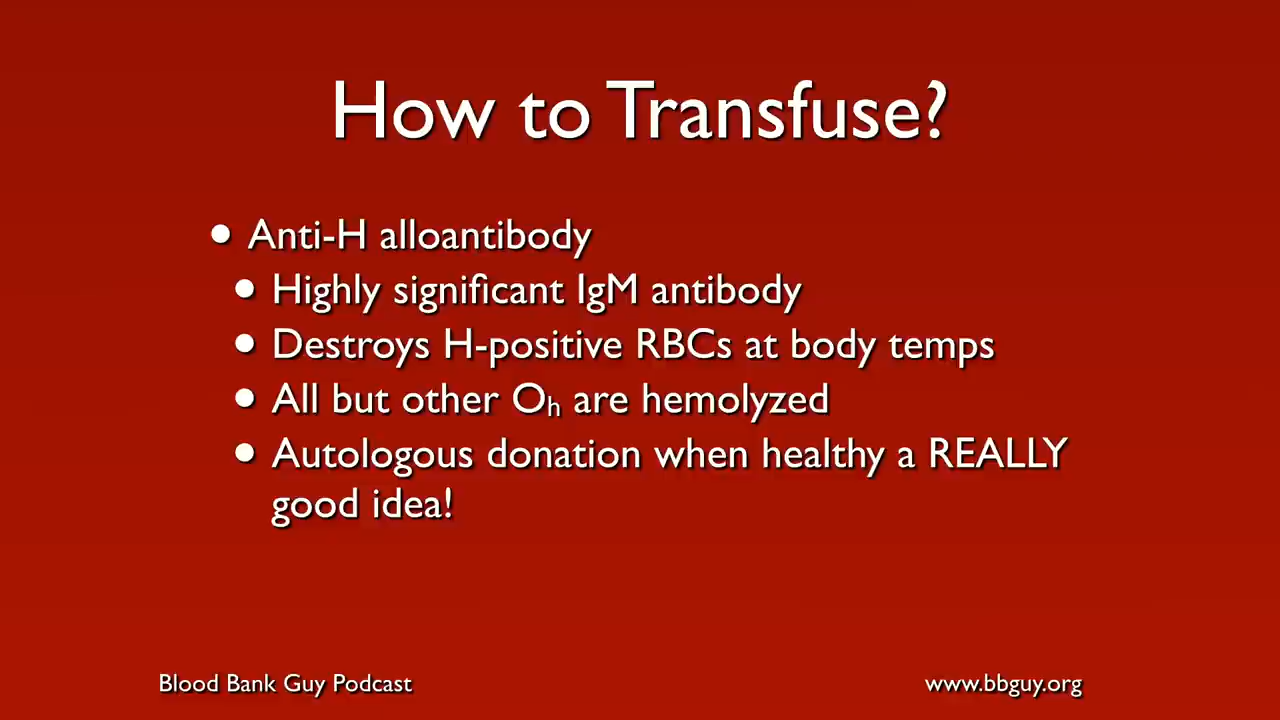 How to Transfuse?
• Anti-H alloantibody
• Highly significant IgM antibody
• Destroys H-positive RBCs at body temps
• All but other Oh are hemolyzed
• Autologous donation when healthy a REALLY
good idea!
Blood Bank Guy Podcast
www.bbguy.org